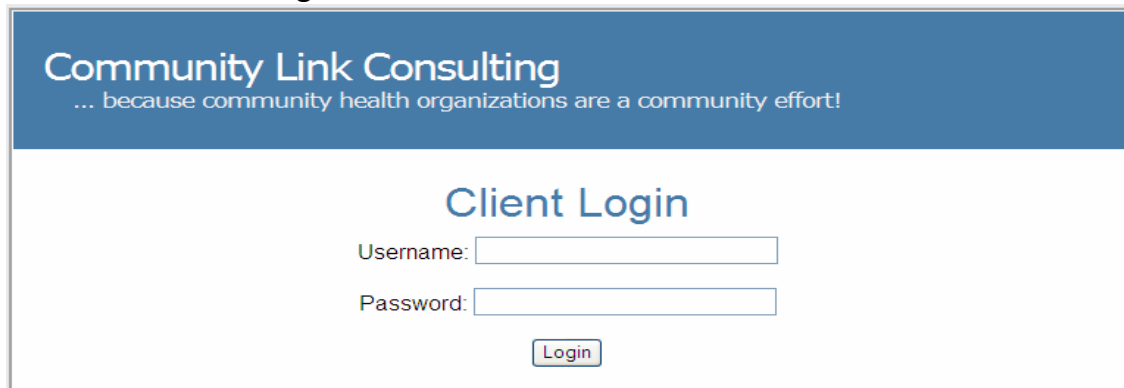 Community Link Consulting
... because community health organizations are a community effort!
Client Login
Username:
Password:
Login